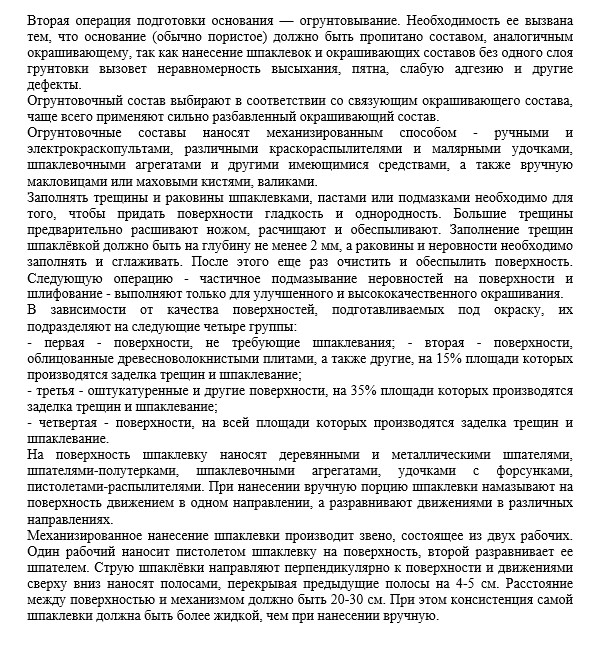 Вторая операция подготовки основания — огрунтовывание. Необходимость ее вызвана
тем, что основание (обычно пористое) должно быть пропитано составом, аналогичным
окрашивающему, так как нанесение шпаклевок и окрашивающих составов без одного слоя
грунтовки вызовет неравномерность высыхания, пятна, слабую адгезию и другие
дефекты.
Огрунтовочный состав выбирают в соответствии со связующим окрашивающего состава,
чаще всего применяют сильно разбавленный окрашивающий состав.
Огрунтовочные составы наносят механизированным способом - ручными и
электрокраскопультами, различными краскораспылителями и малярными удочками,
шпаклевочными агрегатами и другими имеющимися средствами, а также вручную
макловицами или маховыми кистями, валиками.
Заполнять трещины и раковины шпаклевками, пастами или подмазками необходимо для
того, чтобы придать поверхности гладкость и однородность. Большие трещины
предварительно расшивают ножом, расчищают и обеспыливают. Заполнение трещин
шпаклёвкой должно быть на глубину не менее 2 мм, а раковины и неровности необходимо
заполнять и сглаживать. После этого еще раз очистить и обеспылить поверхность.
Следующую операцию - частичное подмазывание неровностей на поверхности и
шлифование - выполняют только для улучшенного и высококачественного окрашивания.
В зависимости от качества поверхностей, подготавливаемых под окраску, их
подразделяют на следующие четыре группы:
- первая - поверхности, не требующие шпаклевания; - вторая - поверхности,
облицованные древесноволокнистыми плитами, а также другие, на 15% площади которых
производятся заделка трещин и шпаклевание;
- третья - оштукатуренные и другие поверхности, на 35% площади которых производятся
заделка трещин и шпаклевание;
- четвертая - поверхности, на всей площади которых производятся заделка трещин и
шпаклевание.
На поверхность шпаклевку наносят деревянными и металлическими шпателями,
шпателями-полутерками, шпаклевочными агрегатами, удочками с форсунками,
пистолетами-распылителями. При нанесении вручную порцию шпаклевки намазывают на
поверхность движением в одном направлении, а разравнивают движениями в различных
направлениях.
Механизированное нанесение шпаклевки производит звено, состоящее из двух рабочих.
Один рабочий наносит пистолетом шпаклевку на поверхность, второй разравнивает ее
шпателем. Струю шпаклёвки направляют перпендикулярно к поверхности и движениями
сверху вниз наносят полосами, перекрывая предыдущие полосы на 4-5 см. Расстояние
между поверхностью и механизмом должно быть 20-30 см. При этом консистенция самой
шпаклевки должна быть более жидкой, чем при нанесении вручную.